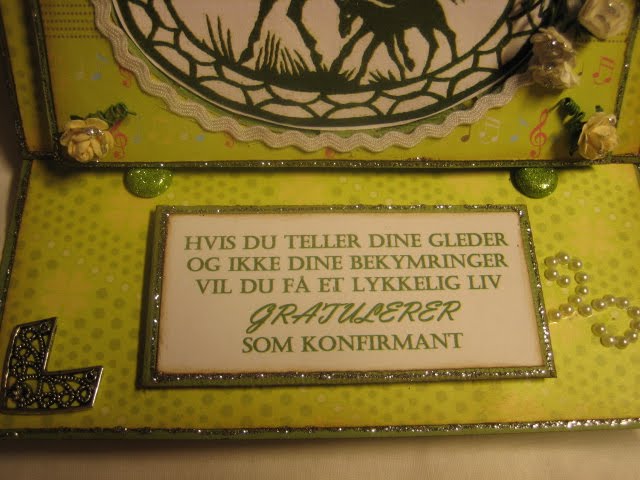 HVIS DU TELLER DINE GLEDER
OG IKKE DINE BEKYMRINGER
VIL DU FÅ ET LYKKELIG LIV
GRATULERER
SOM KONFIRMANT